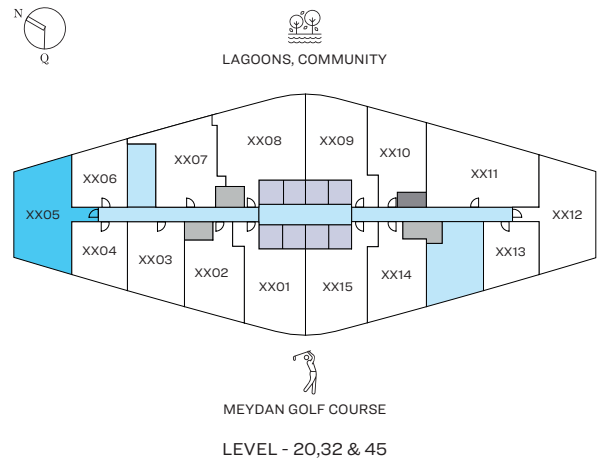 N
Q
LAGOONS, COMMUNITY
XX08
XX09
XX07
XX10
XX06
XX11
XX05
XX12
XX04
XX03
XX02
XX01
XX15
XX14
XX13
MEYDAN GOLF COURSE
LEVEL - 20,32 & 45